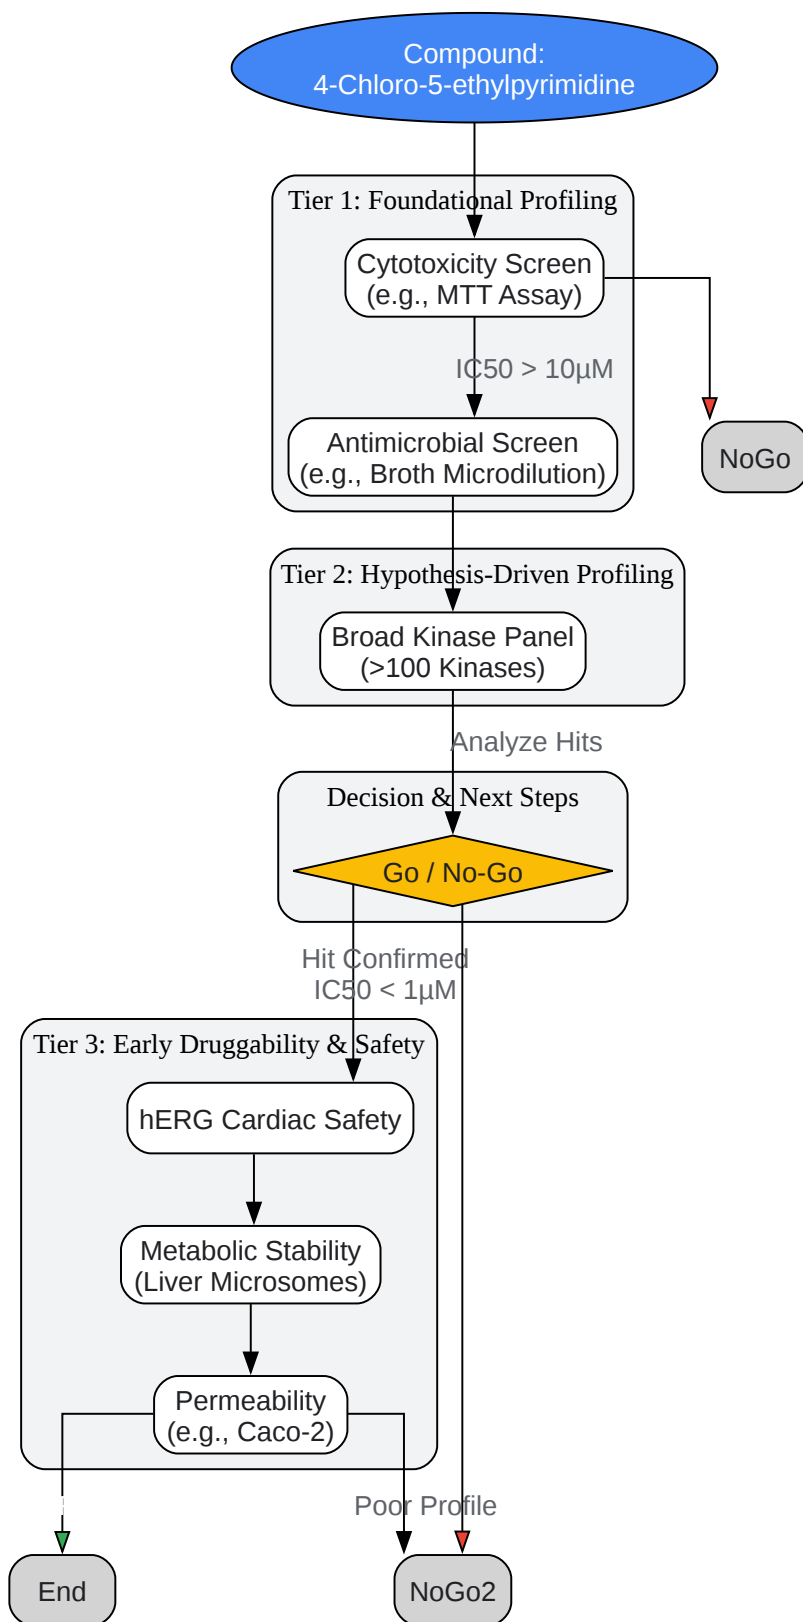 Compound:
4-Chloro-5-ethylpyrimidine
Tier 1: Foundational Profiling
Cytotoxicity Screen
(e.g., MTT Assay)
IC50 > 10µM
Antimicrobial Screen
(e.g., Broth Microdilution)
NoGo
Tier 2: Hypothesis-Driven Profiling
Broad Kinase Panel
(>100 Kinases)
Analyze Hits
Decision & Next Steps
Go / No-Go
Hit Confirmed
IC50 < 1µM
Tier 3: Early Druggability & Safety
hERG Cardiac Safety
Metabolic Stability
(Liver Microsomes)
Permeability
(e.g., Caco-2)
Poor Profile
End
NoGo2